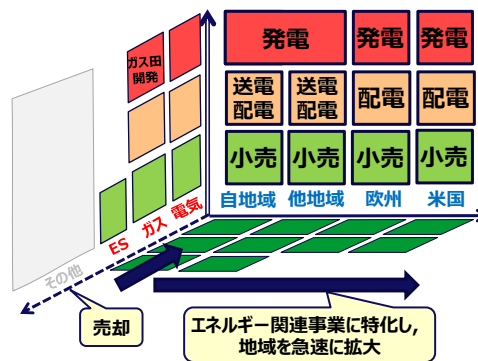 発電
発電
発電
ガス田
開発
送電
配電
送電
配電
配電
配電
小売
小売
小売
小売
自地域
他地域
欧州
米国
電気
ガス
ES
その他
売却
エネルギー関連事業に特化し,
地域を急速に拡大